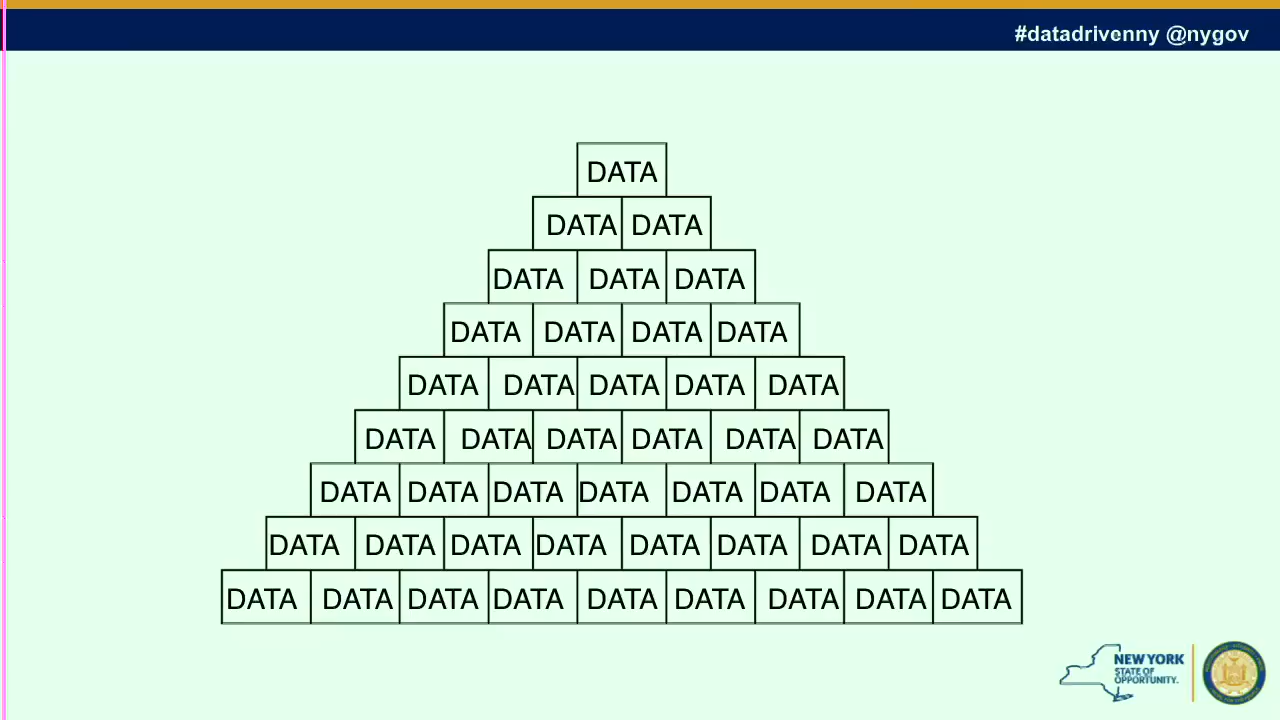 #datadrivenny @nygov
DATA
DATA DATA
DATA DATA DATA
DATA DATA DATA DATA
DATA DATA DATA DATA DATA
DATA DATA DATA DATA DATA DATA
DATA DATA DATA DATA DATA DATA DATA
DATA DATA DATA DATA DATA DATA DATA DATA
DATA DATA DATA DATA DATA DATA DATA DATA DATA
NEW YORK
STATE OF
OPPORTUNITY.